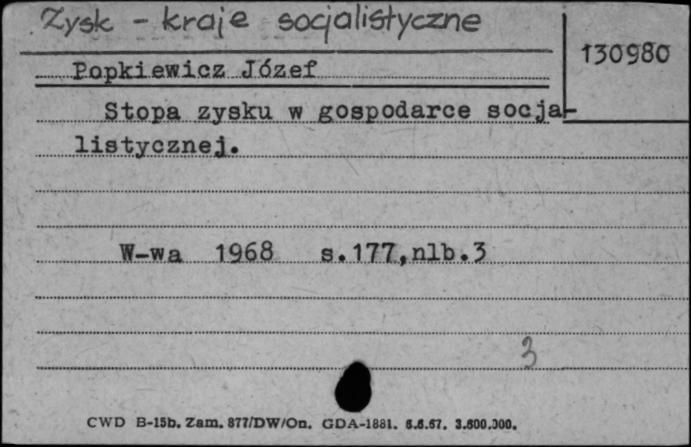 Zysk - kraje socjalistyczne
130980
Popkiewicz Józef
Stopa zysku w gospodarce socja-
listycznej.
W-wa 1968 s.177,nlb.3
3
CWD B-15b. Zam. 877/DW/On. GDA-1881. 6.6.67. 3.600.000.